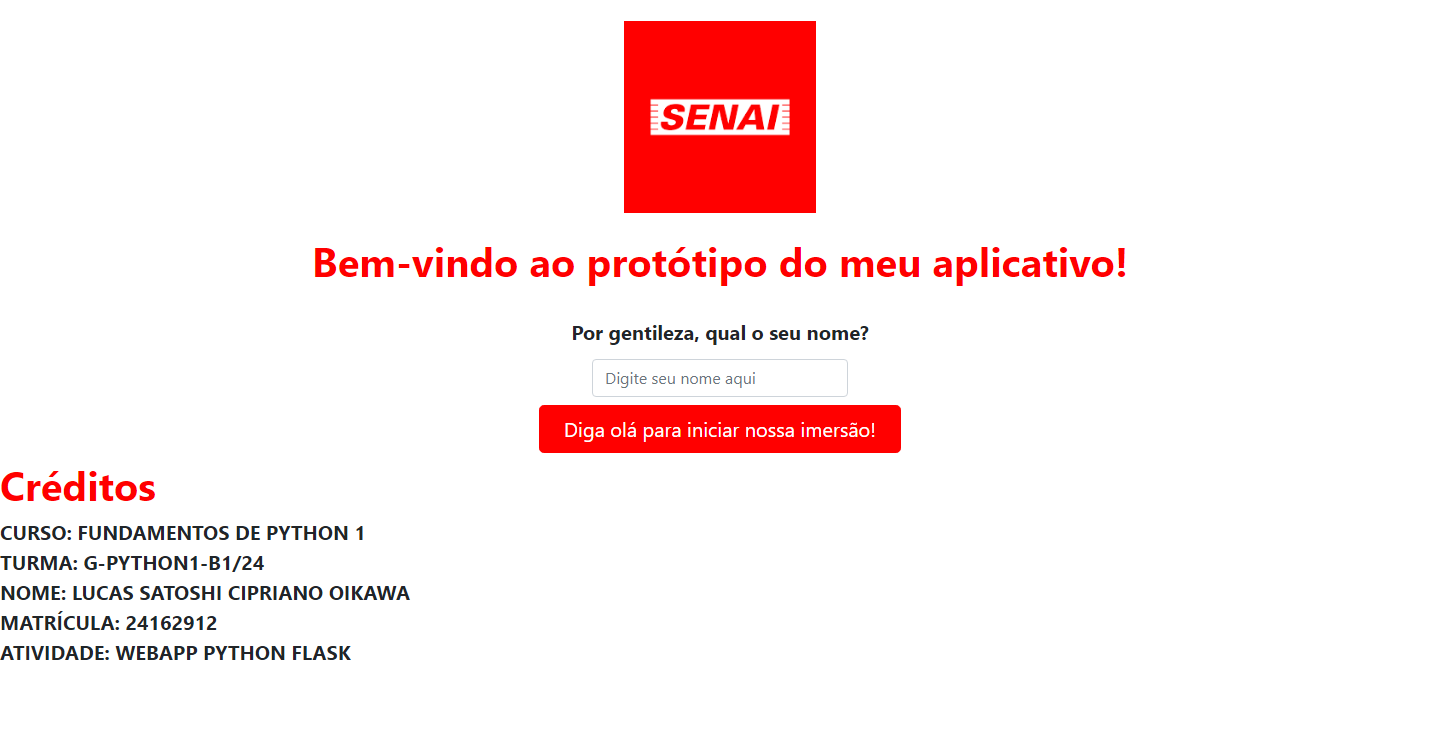 SENAI
Bem-vindo ao protótipo do meu aplicativo!
Por gentileza, qual o seu nome?
Digite seu nome aqui
Diga olá para iniciar nossa imersão!
Créditos
CURSO: FUNDAMENTOS DE PYTHON 1
TURMA: G-PYTHON1-B1/24
NOME: LUCAS SATOSHI CIPRIANO OIKAWA
MATRÍCULA: 24162912
ATIVIDADE: WEBAPP PYTHON FLASK